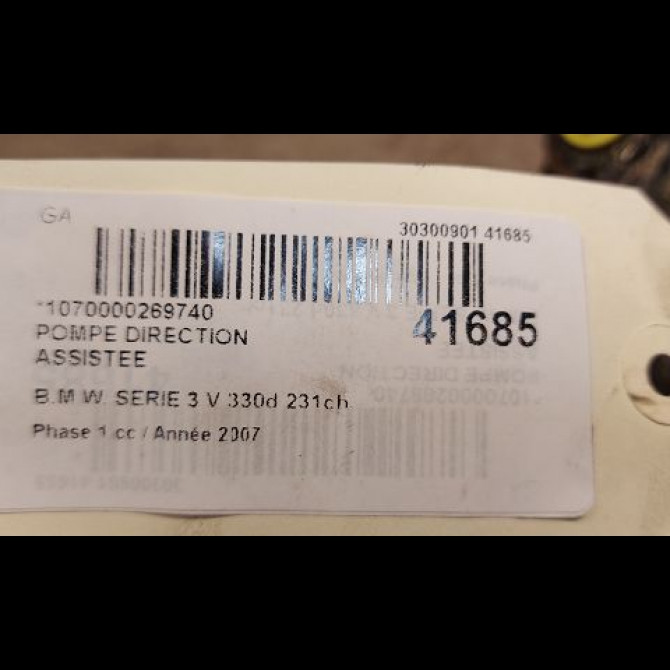 GA
30300901 41685
*1070000269740
41685
POMPE DIRECTION
ASSISTEE
B.M.W. SERIE 3 V 330d 231ch
Phase 1 cc / Année 2007